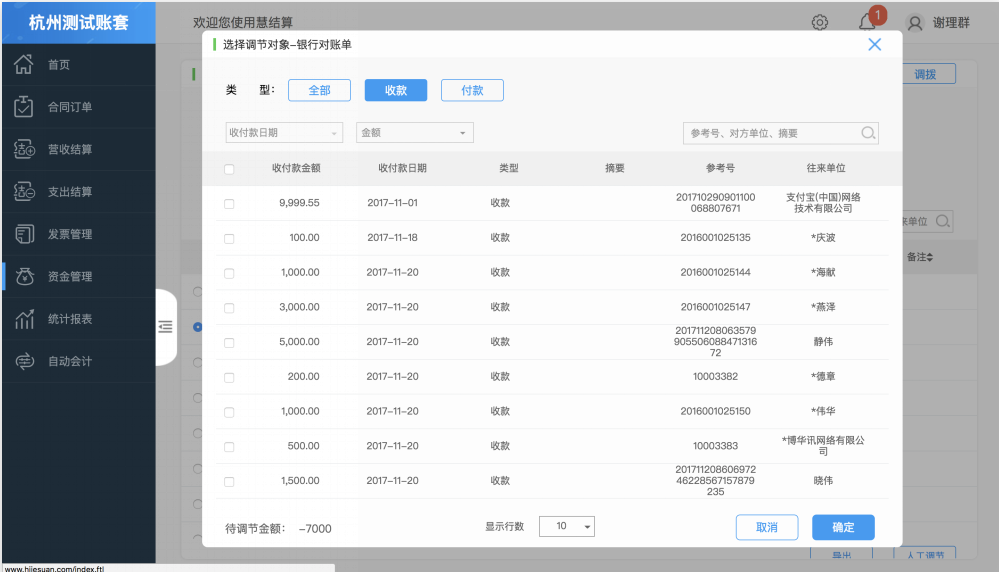 杭州测试账套
欢迎您使用慧结算
1
谢理群
首页
合同订单
营收结算
支出结算
发票管理
资金管理
统计报表
自动会计
调拨
来单位
备注
导出
人工调节
选择调节对象-银行对账单
类 型： 全部 收款 付款
收付款日期 金额 参考号、对方单位、摘要
收付款金额 收付款日期 类型 摘要 参考号 往来单位
9,999.55 2017-11-01 收款 201710290901100 支付宝(中国)网络
068807671 技术有限公司
100.00 2017-11-18 收款 2016001025135 *庆波
1,000.00 2017-11-20 收款 2016001025144 *海献
3,000.00 2017-11-20 收款 2016001025147 *燕泽
201711208063579
5,000.00 2017-11-20 收款 905506088471316 静伟
72
200.00 2017-11-20 收款 10003382 *德章
1,000.00 2017-11-20 收款 2016001025150 *伟华
500.00 2017-11-20 收款 10003383 *博华讯网络有限公
司
201711208606972
1,500.00 2017-11-20 收款 46228567157879 晓伟
235
待调节金额： -7000 显示行数 10 取消 确定
www.hjiesuan.com/index.ftl